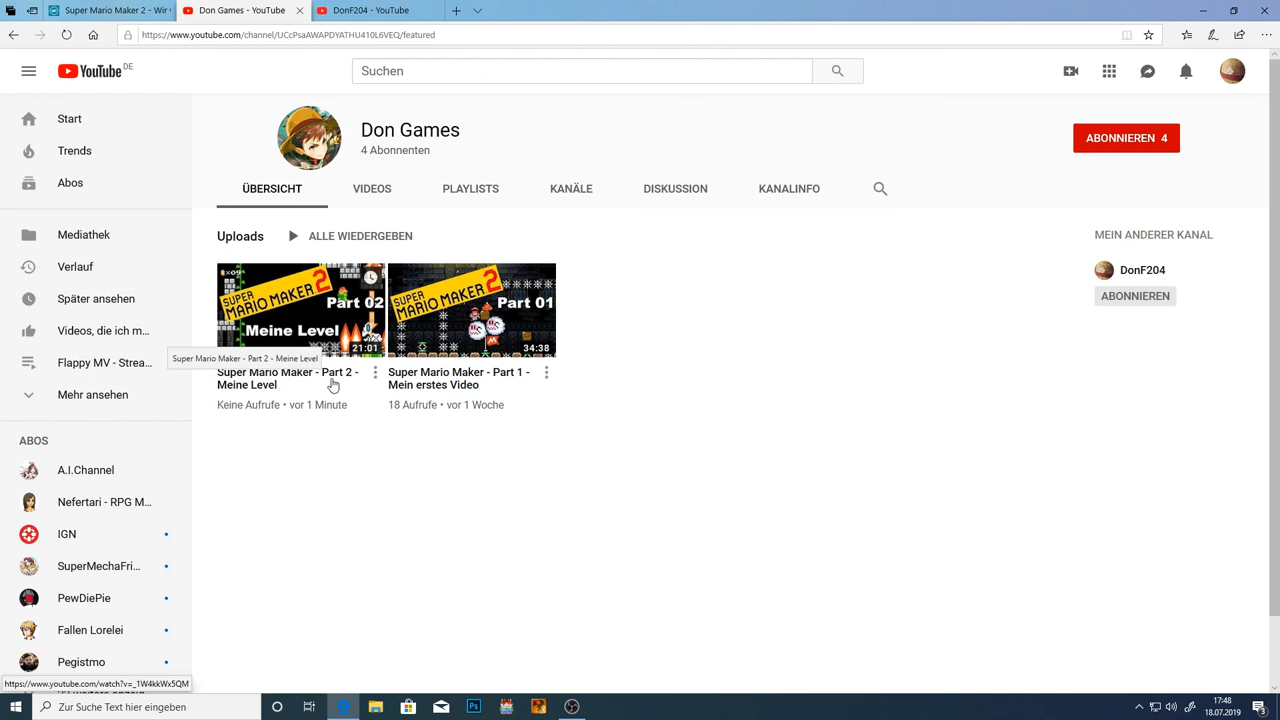 Super Mario Maker 2 - Wir
Don Games - YouTube
DonF204 - YouTube
https://www.youtube.com/channel/UCcPsaAWAPDYATHU410L6VEQ/featured
YouTube DE
Suchen
Start
Trends
Abos
Mediathek
Verlauf
Später ansehen
Videos, die ich m...
Flappy MV - Strea...
Mehr ansehen
ABOS
A.I.Channel
Nefertari - RPG M...
IGN
SuperMechaFri...
PewDiePie
Fallen Lorelei
Pegistmo
https://www.youtube.com/watch?v=_1W4kkWx5QM
Don Games
4 Abonnenten
ABONNIEREN 4
ÜBERSICHT
VIDEOS
PLAYLISTS
KANÄLE
DISKUSSION
KANALINFO
Uploads
ALLE WIEDERGEBEN
SUPER
MARIO MAKER 2
Part 02
Meine Level
21:01
Super Mario Maker - Part 2 - Meine Level
Super Mario Maker - Part 2 -
Meine Level
Keine Aufrufe • vor 1 Minute
SUPER
MARIO MAKER 2
Part 01
34:38
Super Mario Maker - Part 1 -
Mein erstes Video
18 Aufrufe • vor 1 Woche
MEIN ANDERER KANAL
DonF204
ABONNIEREN
Zur Suche Text hier eingeben
Ps
17:48
18.07.2019
3